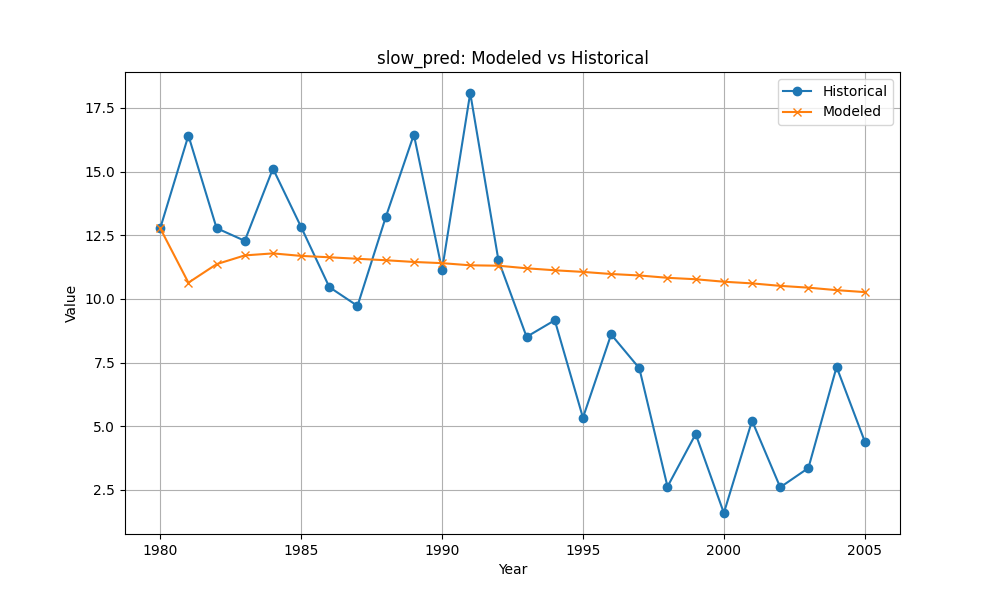 slow_pred: Modeled vs Historical
Historical
Modeled
17.5
15.0
12.5
10.0
7.5
5.0
2.5
Value
1980 1985 1990 1995 2000 2005
Year